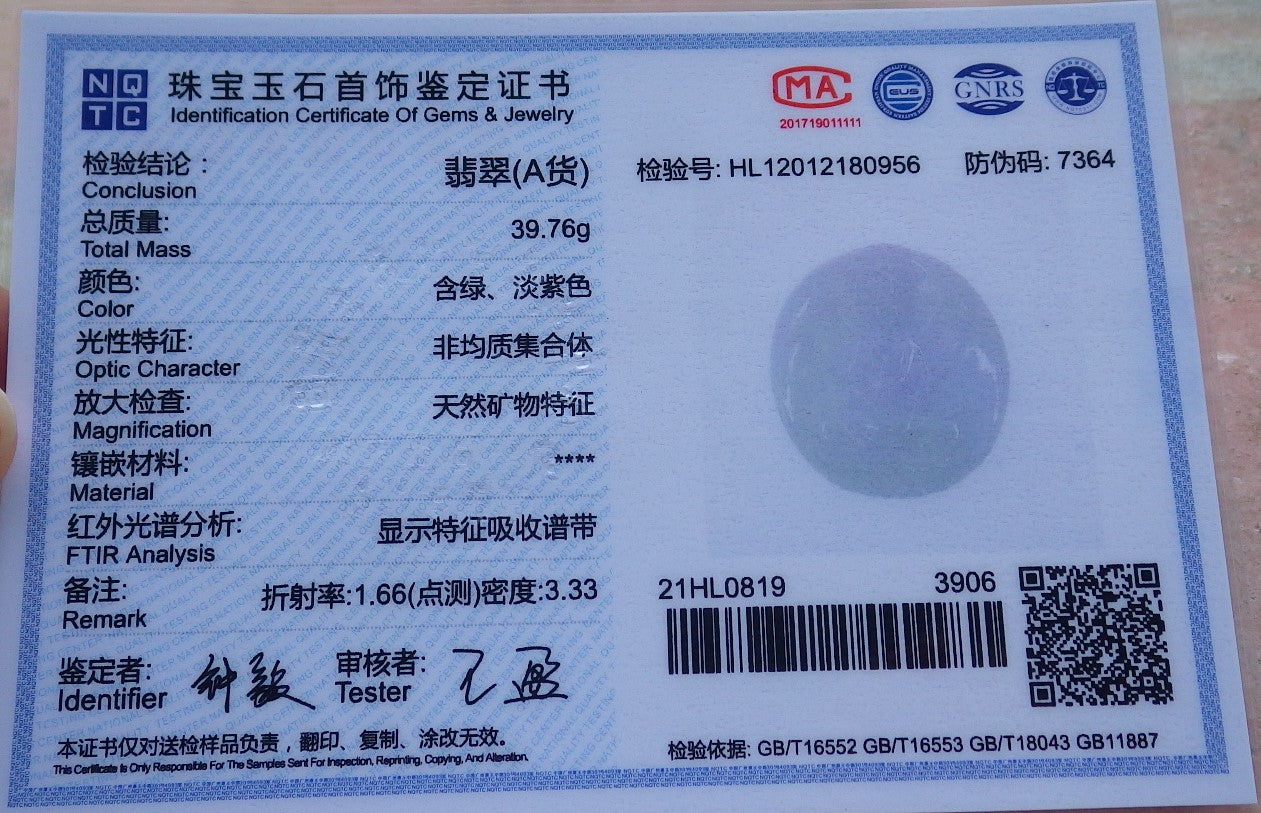 NQTC
珠宝玉石首饰鉴定证书
Identification Certificate Of Gems & Jewelry
MA
201719011111
GNRS
检验结论： 翡翠(A货)
Conclusion
检验号: HL12012180956 防伪码: 7364
总质量: 39.76g
Total Mass
颜色: 含绿、淡紫色
Color
光性特征: 非均质集合体
Optic Character
放大检查: 天然矿物特征
Magnification
镶嵌材料: ****
Material
红外光谱分析: 显示特征吸收谱带
FTIR Analysis
备注: 折射率:1.66(点测)密度:3.33
Remark
21HL0819 3906
鉴定者: 审核者:
Identifier Tester
本证书仅对送检样品负责，翻印、复制、涂改无效。
This Certificate Is Only Responsible For The Samples Sent For Inspection, Reprinting, Copying, And Alteration.
检验依据: GB/T16552 GB/T16553 GB/T18043 GB11887